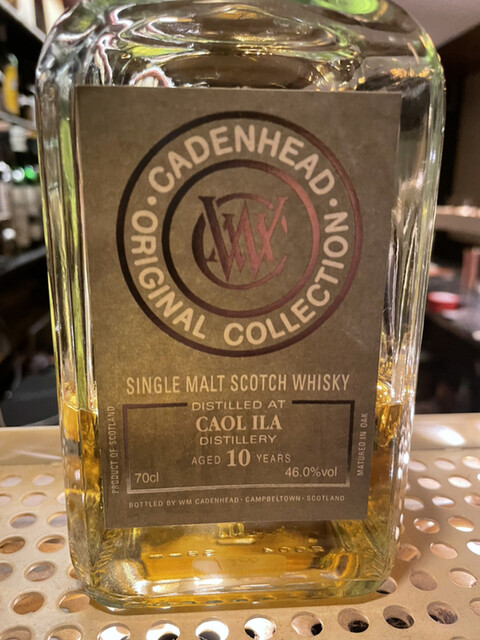 · CADENHEAD ·
ORIGINAL COLLECTION
WC
SINGLE MALT SCOTCH WHISKY
DISTILLED AT
CAOL ILA
DISTILLERY
AGED 10 YEARS
70cl 46.0%vol
PRODUCT OF SCOTLAND
MATURED IN OAK
BOTTLED BY WM CADENHEAD · CAMPBELTOWN · SCOTLAND